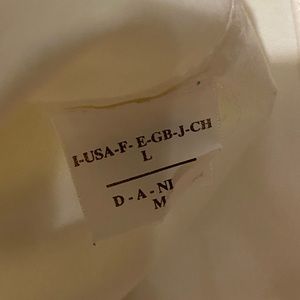 I-USA-F- E-GB-J-CH
L
D - A - NL
M